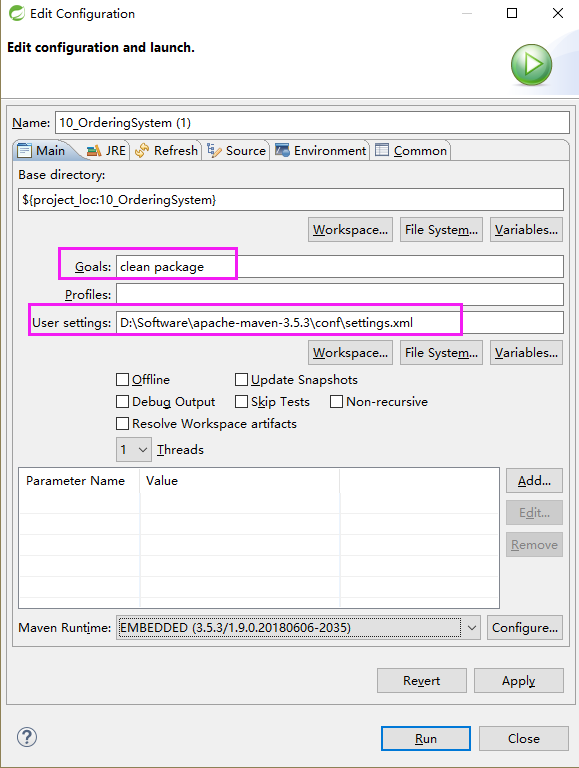 Edit Configuration
Edit configuration and launch.
Name: 10_OrderingSystem (1)
Main JRE Refresh Source Environment Common
Base directory:
${project_loc:10_OrderingSystem}
Workspace... File System... Variables...
Goals: clean package
Profiles:
User settings: D:\Software\apache-maven-3.5.3\conf\settings.xml
Workspace... File System... Variables...
Offline Update Snapshots
Debug Output Skip Tests Non-recursive
Resolve Workspace artifacts
1 Threads
Parameter Name Value Add...
Edit...
Remove
Maven Runtime: EMBEDDED (3.5.3/1.9.0.20180606-2035) Configure...
Revert Apply
? Run Close